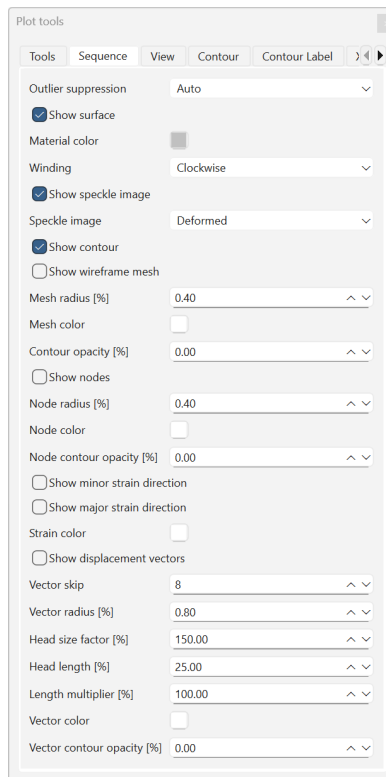 Plot tools
Tools Sequence View Contour Contour Label
Outlier suppression Auto
Show surface
Material color
Winding Clockwise
Show speckle image
Speckle image Deformed
Show contour
Show wireframe mesh
Mesh radius [%] 0.40
Mesh color
Contour opacity [%] 0.00
Show nodes
Node radius [%] 0.40
Node color
Node contour opacity [%] 0.00
Show minor strain direction
Show major strain direction
Strain color
Show displacement vectors
Vector skip 8
Vector radius [%] 0.80
Head size factor [%] 150.00
Head length [%] 25.00
Length multiplier [%] 100.00
Vector color
Vector contour opacity [%] 0.00